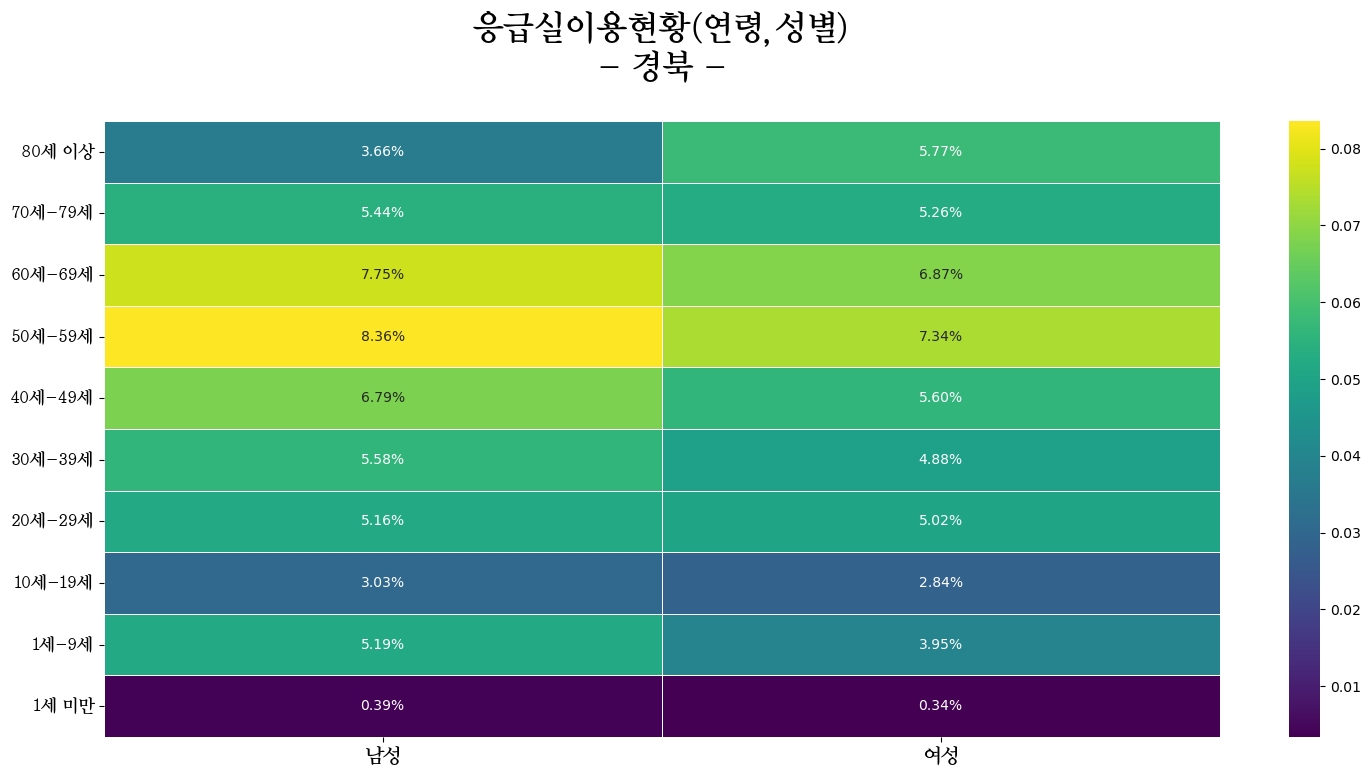 응급실이용현황(연령, 성별)
- 경북 -
80세 이상 3.66% 5.77%
70세-79세 5.44% 5.26%
60세-69세 7.75% 6.87%
50세-59세 8.36% 7.34%
40세-49세 6.79% 5.60%
30세-39세 5.58% 4.88%
20세-29세 5.16% 5.02%
10세-19세 3.03% 2.84%
1세-9세 5.19% 3.95%
1세 미만 0.39% 0.34%
남성 여성
0.08
0.07
0.06
0.05
0.04
0.03
0.02
0.01